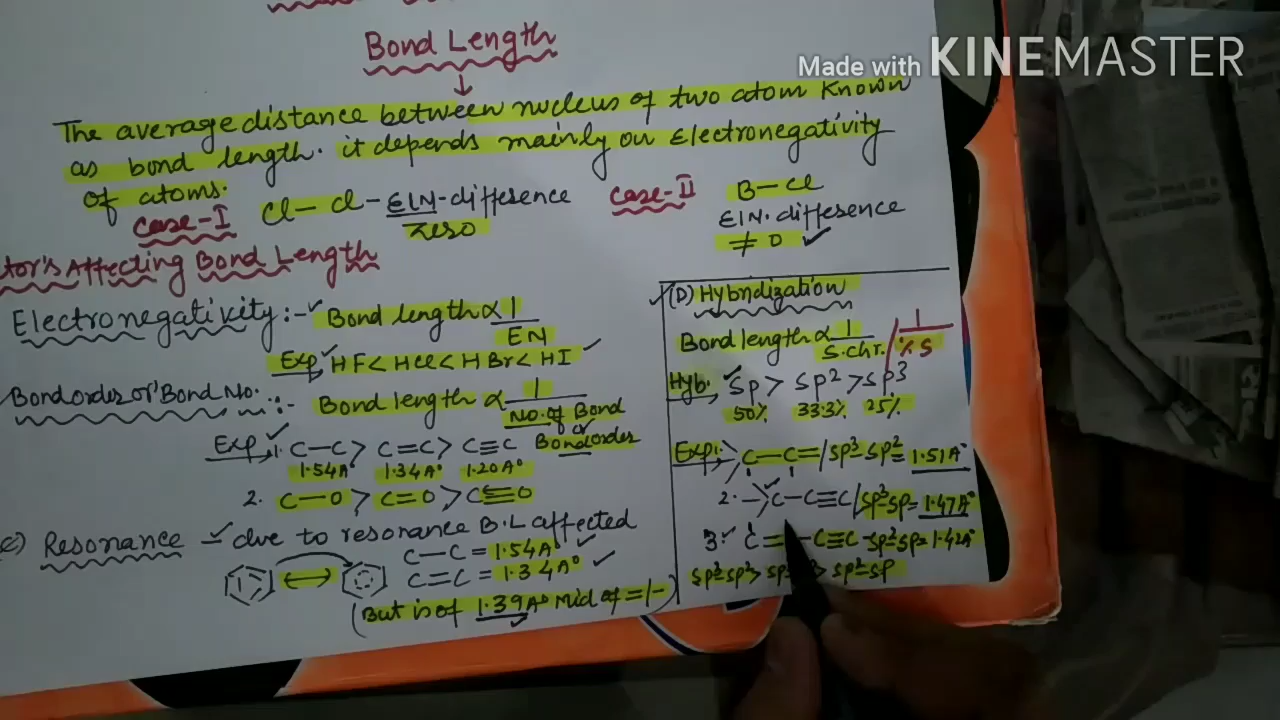 Made with KINEMASTER
Bond Length
↓
The average distance between nucleus of two atom known
as bond length. it depends mainly on Electronegativity
of atoms.
Case-I Cl-Cl - E|N-difference
Zero
Case-II B-Cl
E|N. difference
≠ 0 ✓
tor's Affecting Bond Length
Electronegativity :- ✓ Bond length ∝ 1/EN
Exp HF < HCl < HBr < HI
Bond order or Bond No. :- Bond length ∝ 1/No. of Bond
or
Bondorder
Exp 1. C-C > C=C > C≡C
1.54A° 1.34A° 1.20A°
2. C-O > C=O > C≡O
c) Resonance - due to resonance B.L affected
C-C = 1.54A° ✓
C=C = 1.34A° ✓
(But is of 1.39A° Mid of =/-)
✓(D) Hybridization
Bond length ∝ 1/S.chr. / 1/% S
Hyb. ✓ Sp > Sp² > Sp³
50% 33.3% 25%
Exp:- C-C=/Sp³-Sp² = 1.51A°
2. C-C≡C/Sp³-Sp = 1.47A°
3. C= -C≡C - Sp²-Sp = 1.42A°
Sp²-Sp